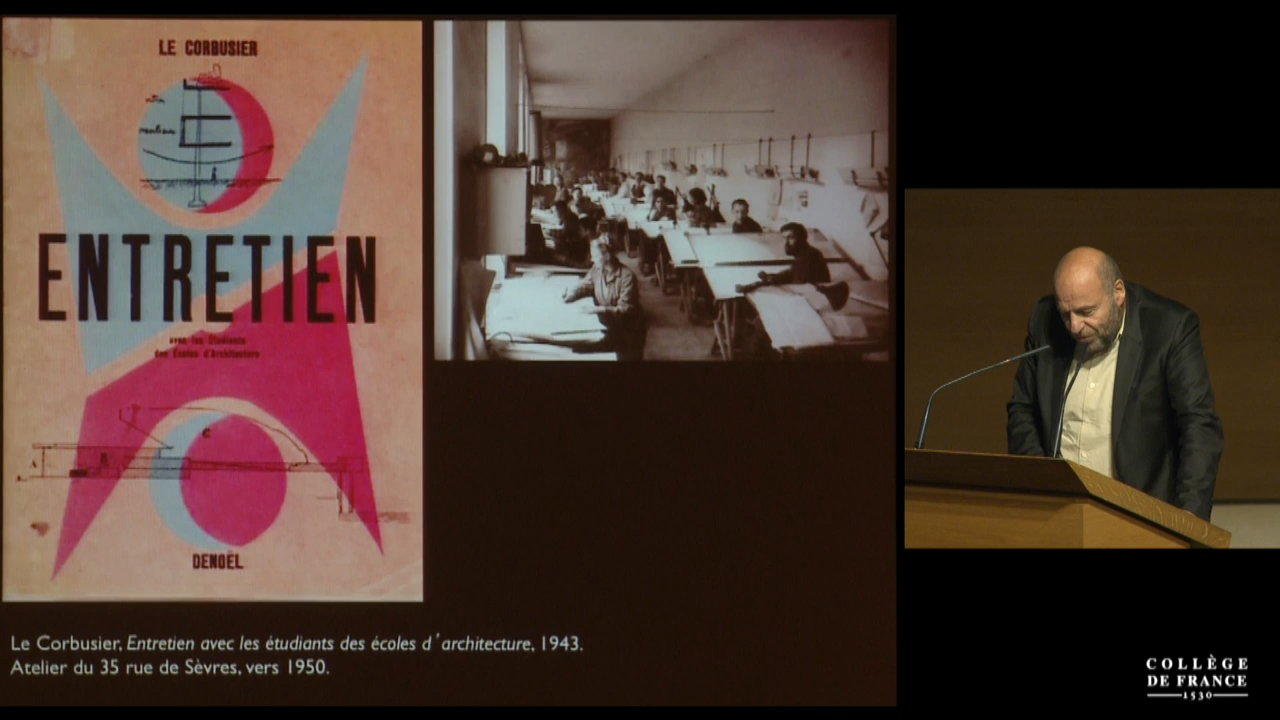 LE CORBUSIER
ENTRETIEN
avec les Étudiants
des Écoles d'Architecture
DENOËL
Le Corbusier, Entretien avec les étudiants des écoles d'architecture, 1943.
Atelier du 35 rue de Sèvres, vers 1950.
COLLÈGE
DE FRANCE
1530